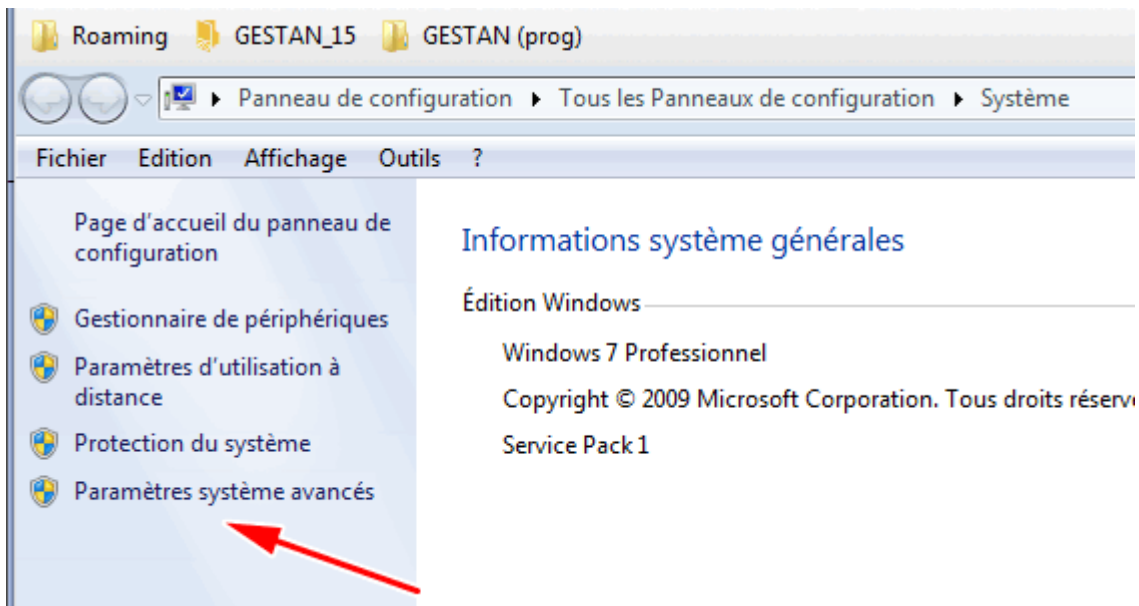 Roaming GESTAN_15 GESTAN (prog)
Panneau de configuration Tous les Panneaux de configuration Système
Fichier Edition Affichage Outils ?
Page d'accueil du panneau de
configuration
Gestionnaire de périphériques
Paramètres d'utilisation à
distance
Protection du système
Paramètres système avancés
Informations système générales
Édition Windows
Windows 7 Professionnel
Copyright © 2009 Microsoft Corporation. Tous droits réservé
Service Pack 1